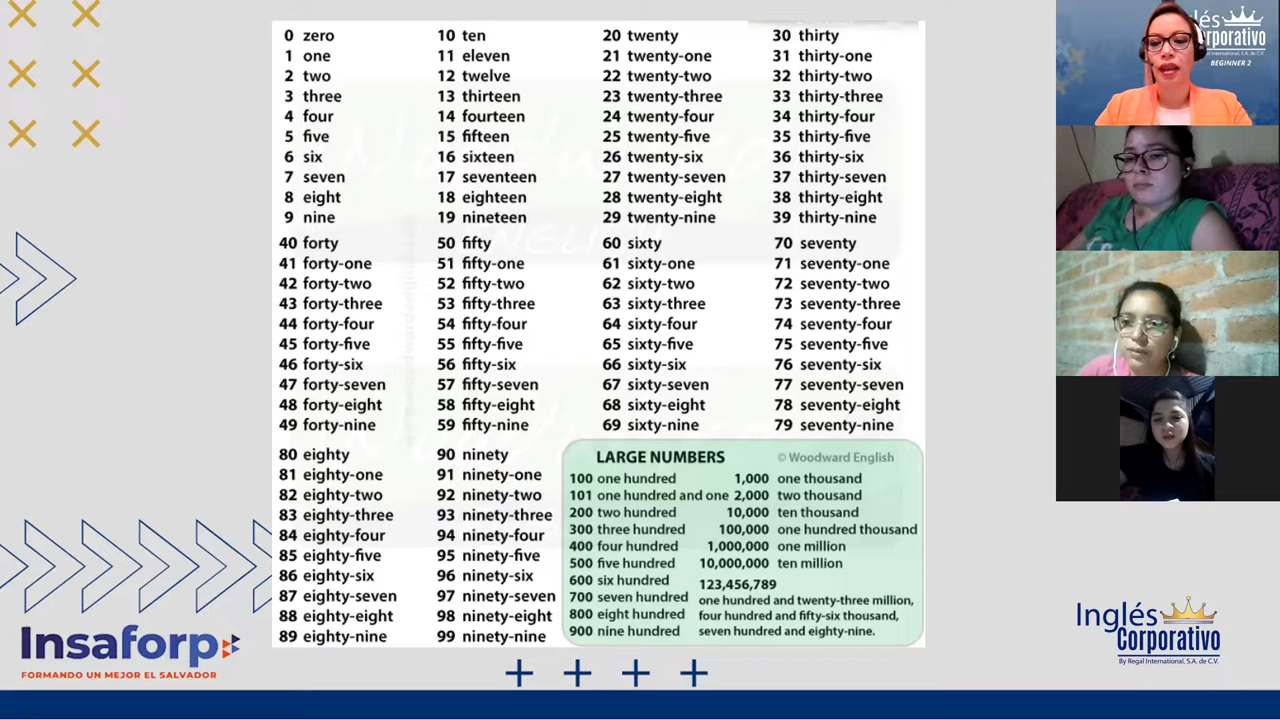 0 zero
1 one
2 two
3 three
4 four
5 five
6 six
7 seven
8 eight
9 nine
10 ten
11 eleven
12 twelve
13 thirteen
14 fourteen
15 fifteen
16 sixteen
17 seventeen
18 eighteen
19 nineteen
20 twenty
21 twenty-one
22 twenty-two
23 twenty-three
24 twenty-four
25 twenty-five
26 twenty-six
27 twenty-seven
28 twenty-eight
29 twenty-nine
30 thirty
31 thirty-one
32 thirty-two
33 thirty-three
34 thirty-four
35 thirty-five
36 thirty-six
37 thirty-seven
38 thirty-eight
39 thirty-nine
40 forty
41 forty-one
42 forty-two
43 forty-three
44 forty-four
45 forty-five
46 forty-six
47 forty-seven
48 forty-eight
49 forty-nine
50 fifty
51 fifty-one
52 fifty-two
53 fifty-three
54 fifty-four
55 fifty-five
56 fifty-six
57 fifty-seven
58 fifty-eight
59 fifty-nine
60 sixty
61 sixty-one
62 sixty-two
63 sixty-three
64 sixty-four
65 sixty-five
66 sixty-six
67 sixty-seven
68 sixty-eight
69 sixty-nine
70 seventy
71 seventy-one
72 seventy-two
73 seventy-three
74 seventy-four
75 seventy-five
76 seventy-six
77 seventy-seven
78 seventy-eight
79 seventy-nine
80 eighty
81 eighty-one
82 eighty-two
83 eighty-three
84 eighty-four
85 eighty-five
86 eighty-six
87 eighty-seven
88 eighty-eight
89 eighty-nine
90 ninety
91 ninety-one
92 ninety-two
93 ninety-three
94 ninety-four
95 ninety-five
96 ninety-six
97 ninety-seven
98 ninety-eight
99 ninety-nine
LARGE NUMBERS
© Woodward English
100 one hundred
101 one hundred and one
200 two hundred
300 three hundred
400 four hundred
500 five hundred
600 six hundred
700 seven hundred
800 eight hundred
900 nine hundred
1,000 one thousand
2,000 two thousand
10,000 ten thousand
100,000 one hundred thousand
1,000,000 one million
10,000,000 ten million
123,456,789
one hundred and twenty-three million,
four hundred and fifty-six thousand,
seven hundred and eighty-nine.
Insaforp
FORMANDO UN MEJOR EL SALVADOR
BEGINNER 2
Inglés
Corporativo
By Regal International, S.A. de C.V.